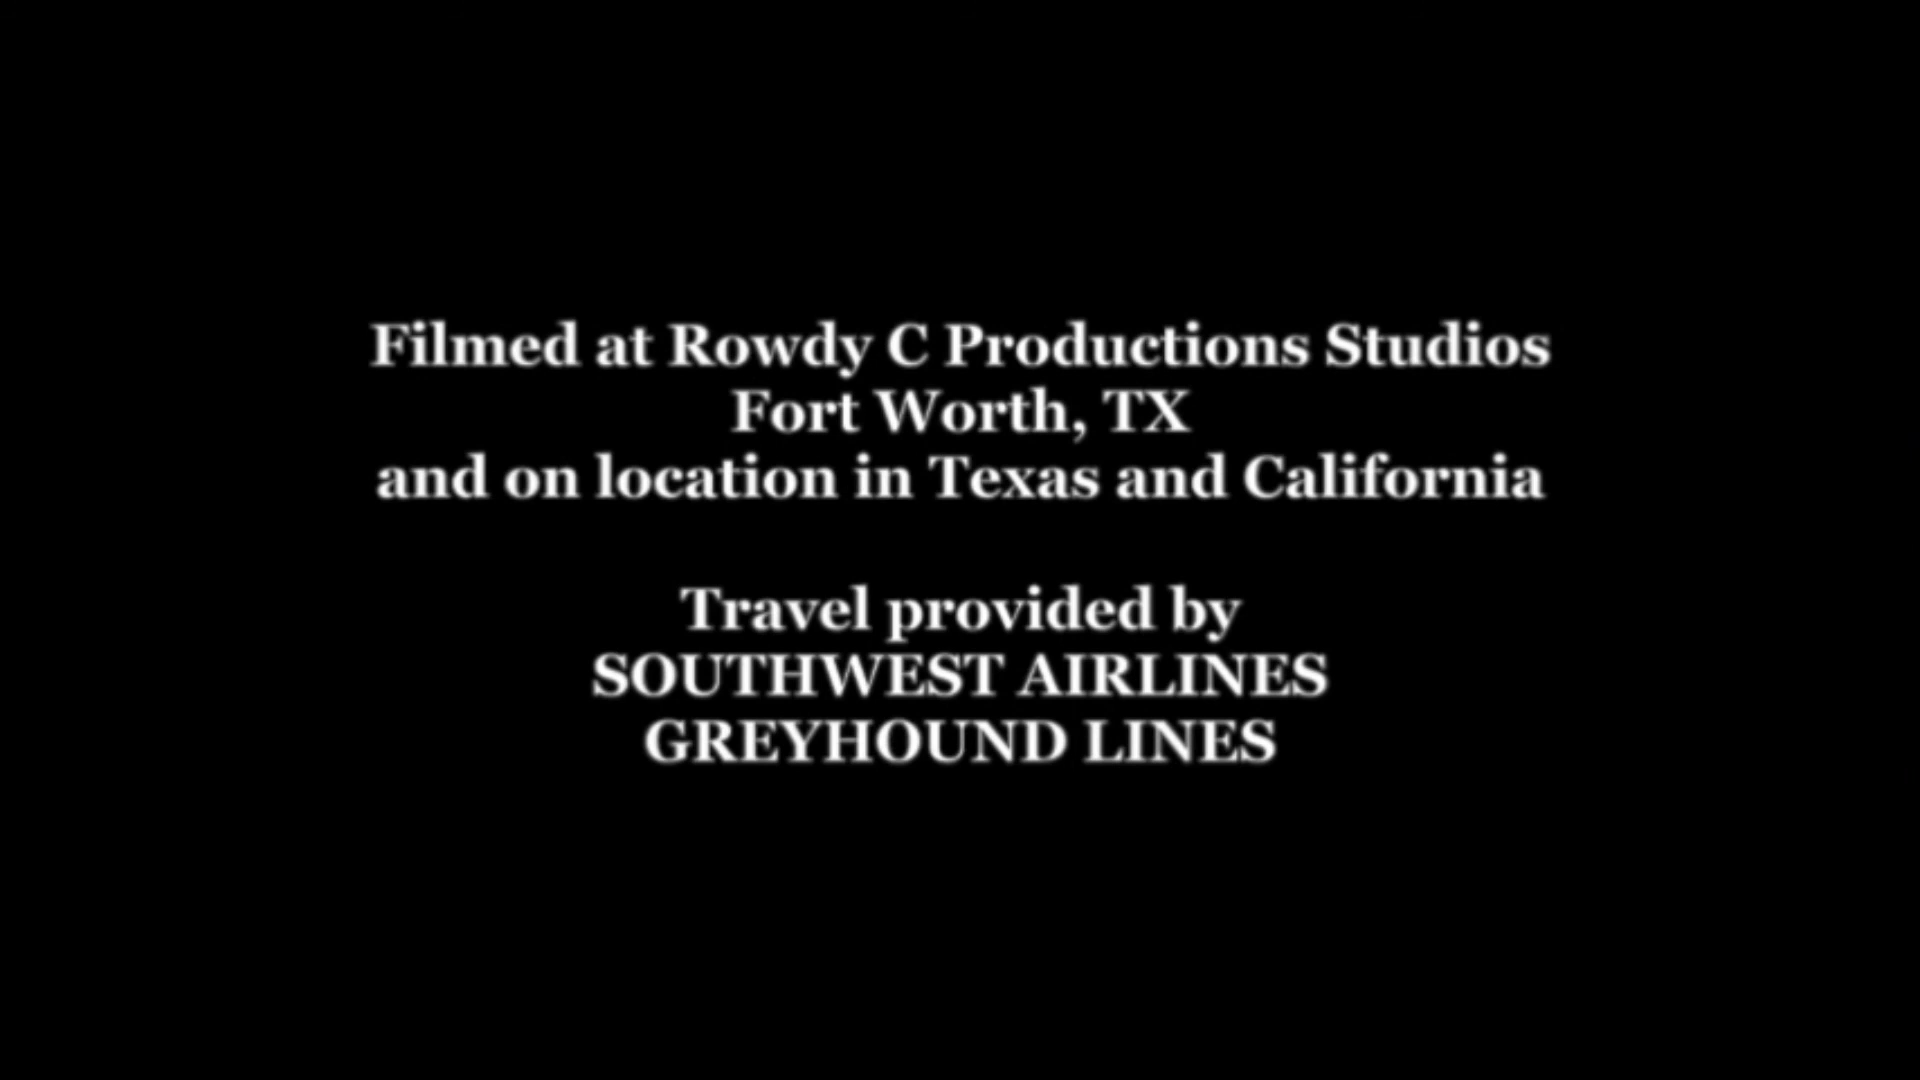 Filmed at Rowdy C Productions Studios
Fort Worth, TX
and on location in Texas and California
Travel provided by
SOUTHWEST AIRLINES
GREYHOUND LINES